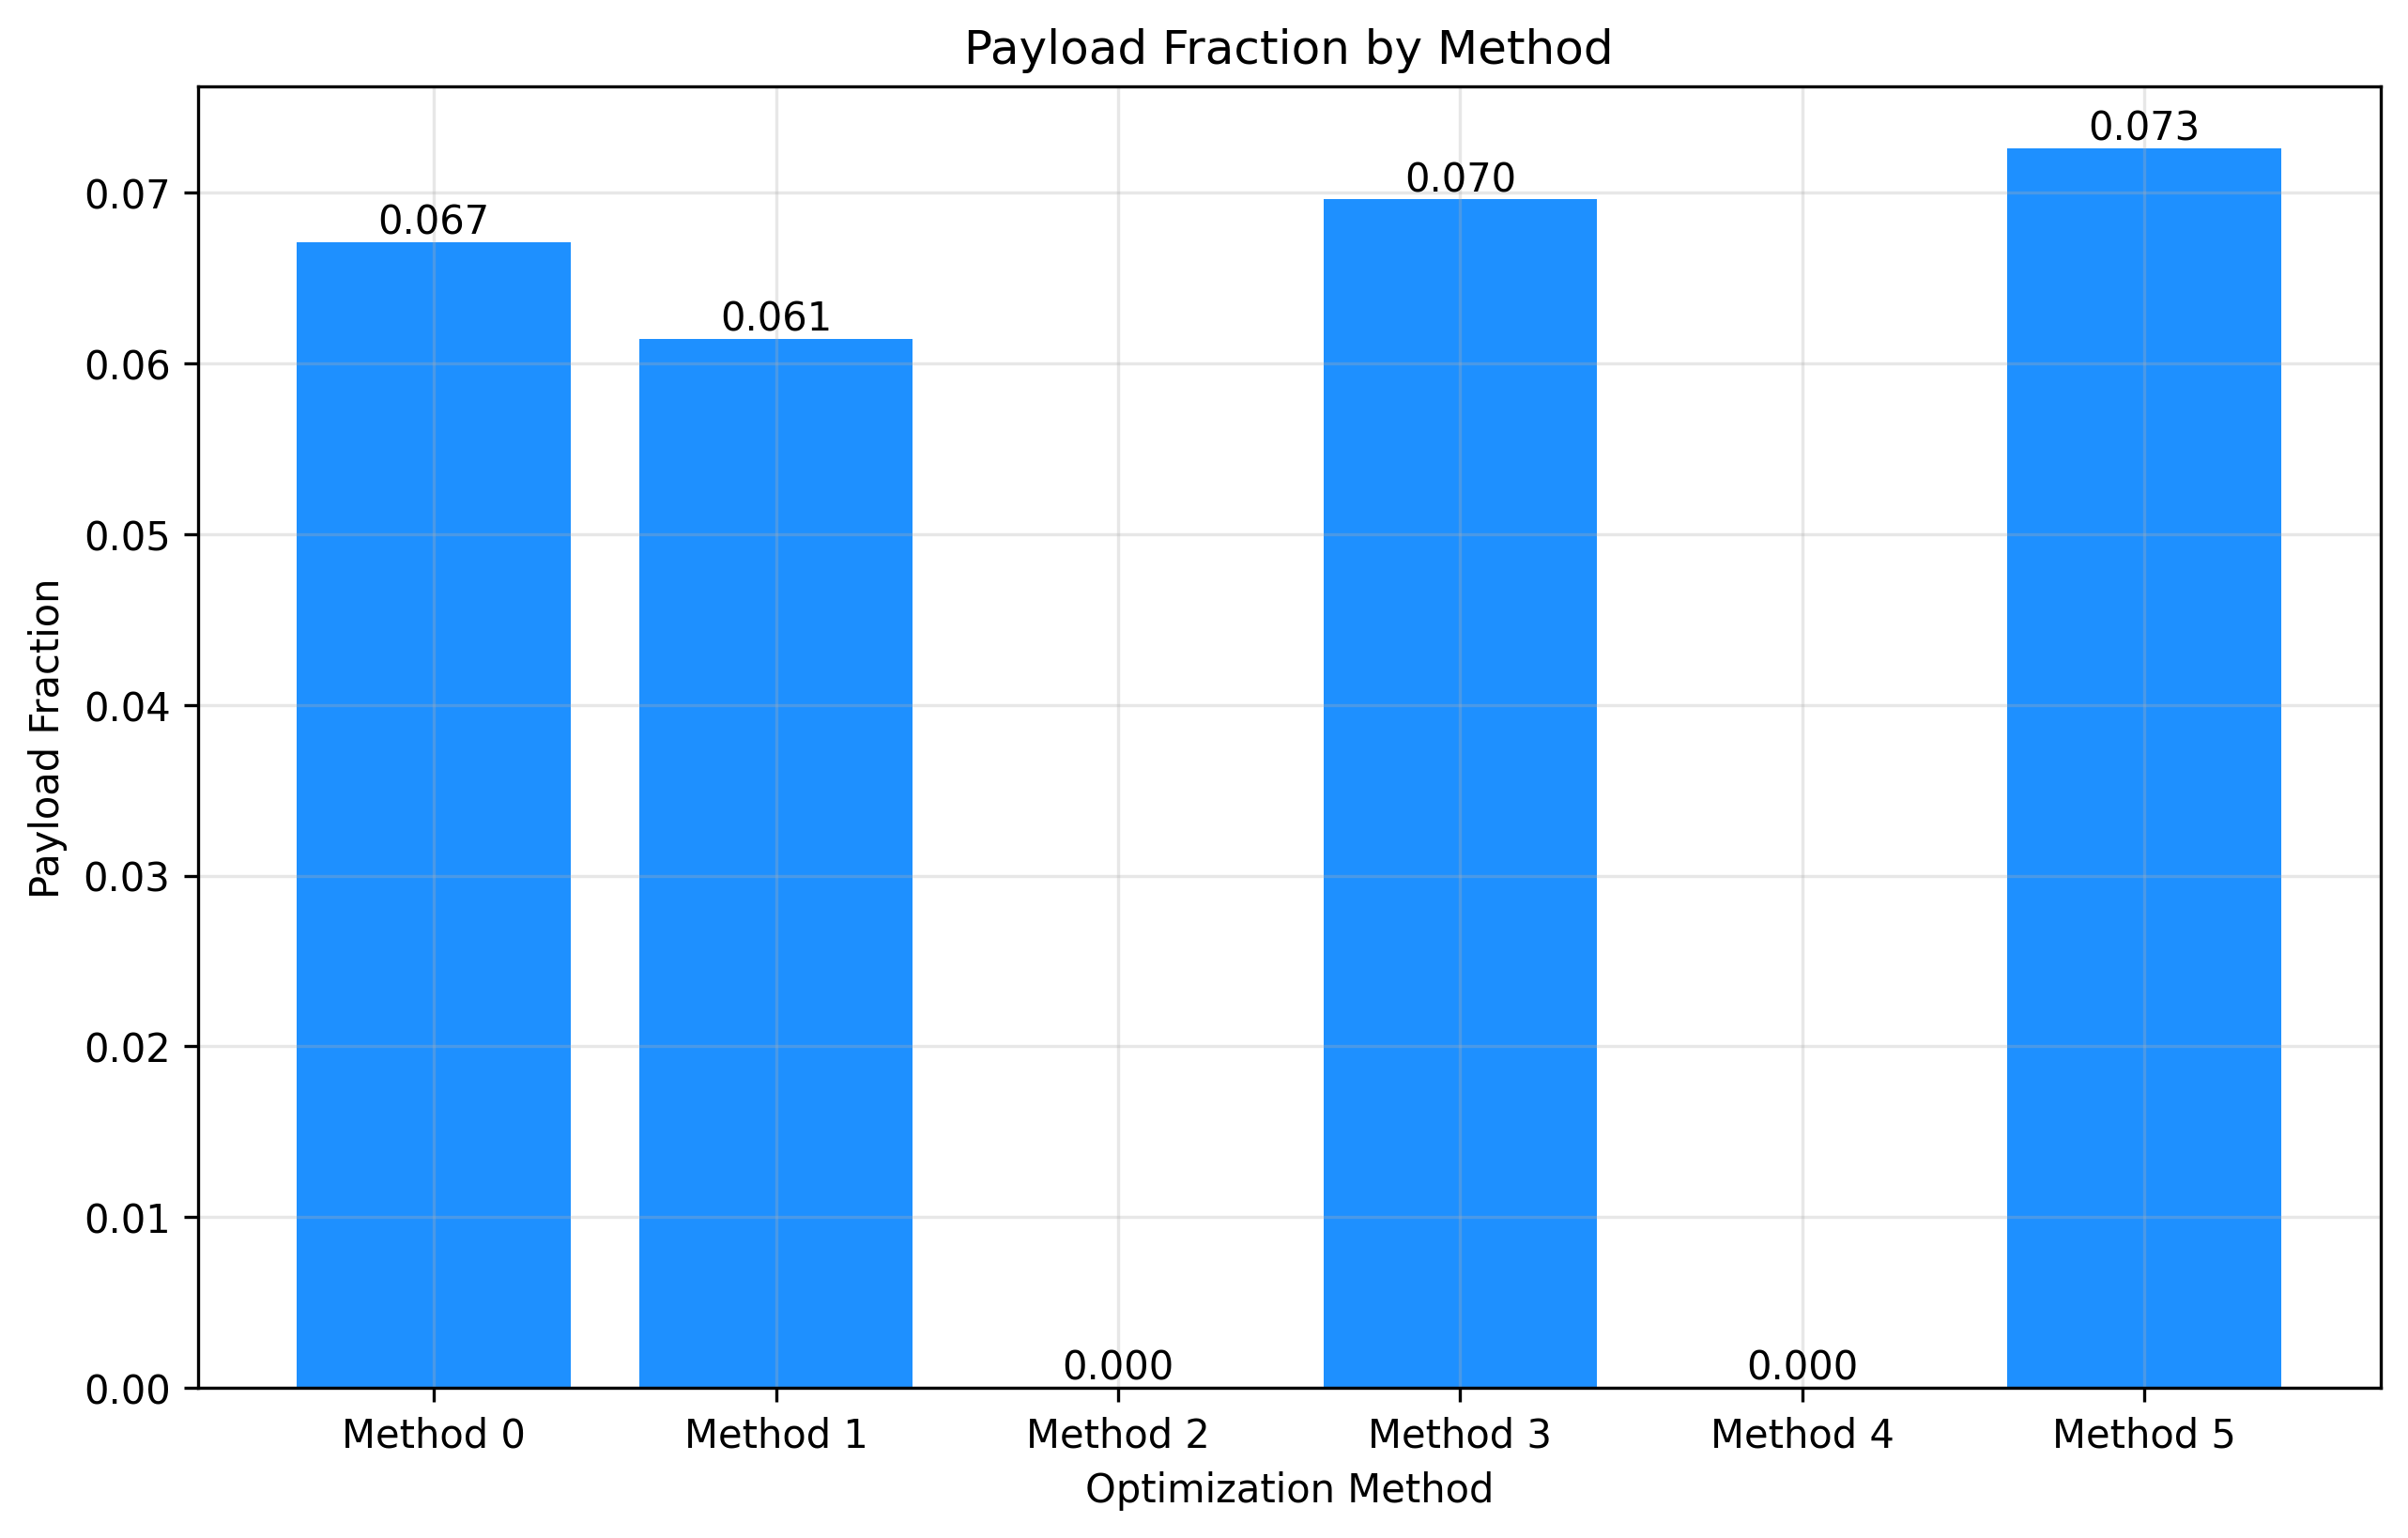 Payload Fraction by Method
Payload Fraction
0.07
0.06
0.05
0.04
0.03
0.02
0.01
0.00
0.067
0.061
0.000
0.070
0.000
0.073
Method 0
Method 1
Method 2
Method 3
Method 4
Method 5
Optimization Method